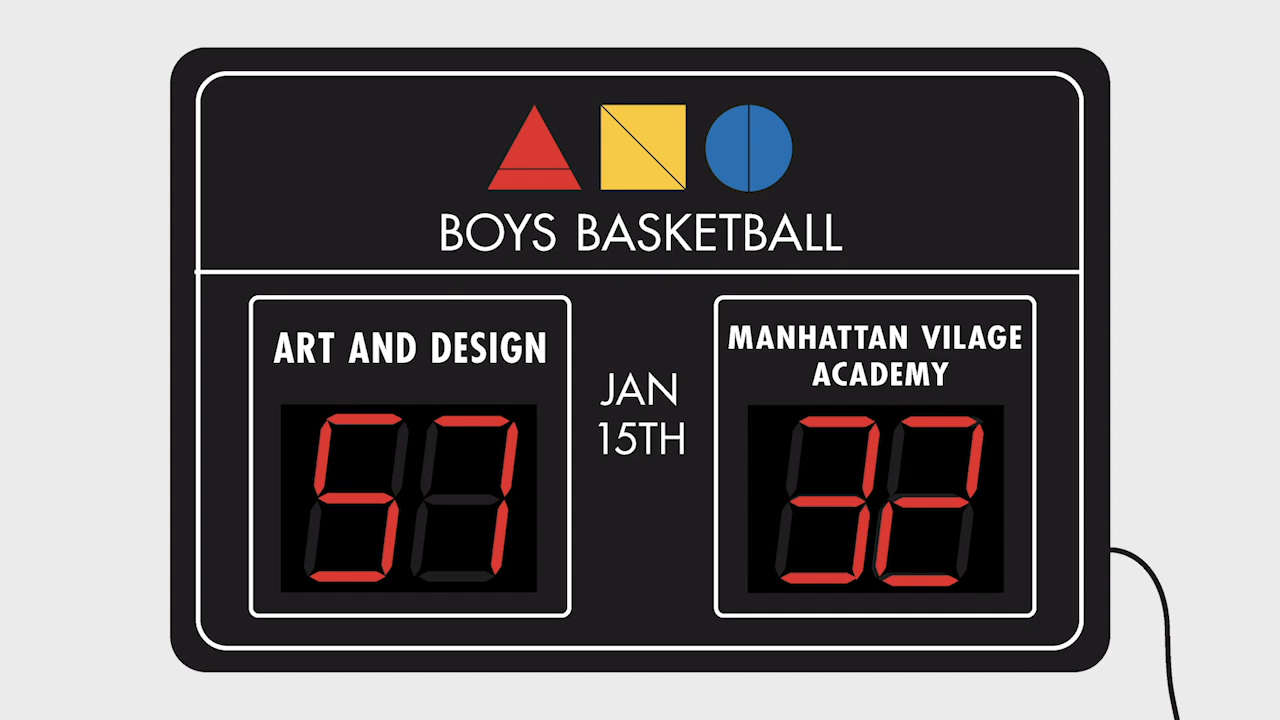 BOYS BASKETBALL
ART AND DESIGN
57
JAN
15TH
MANHATTAN VILAGE
ACADEMY
32